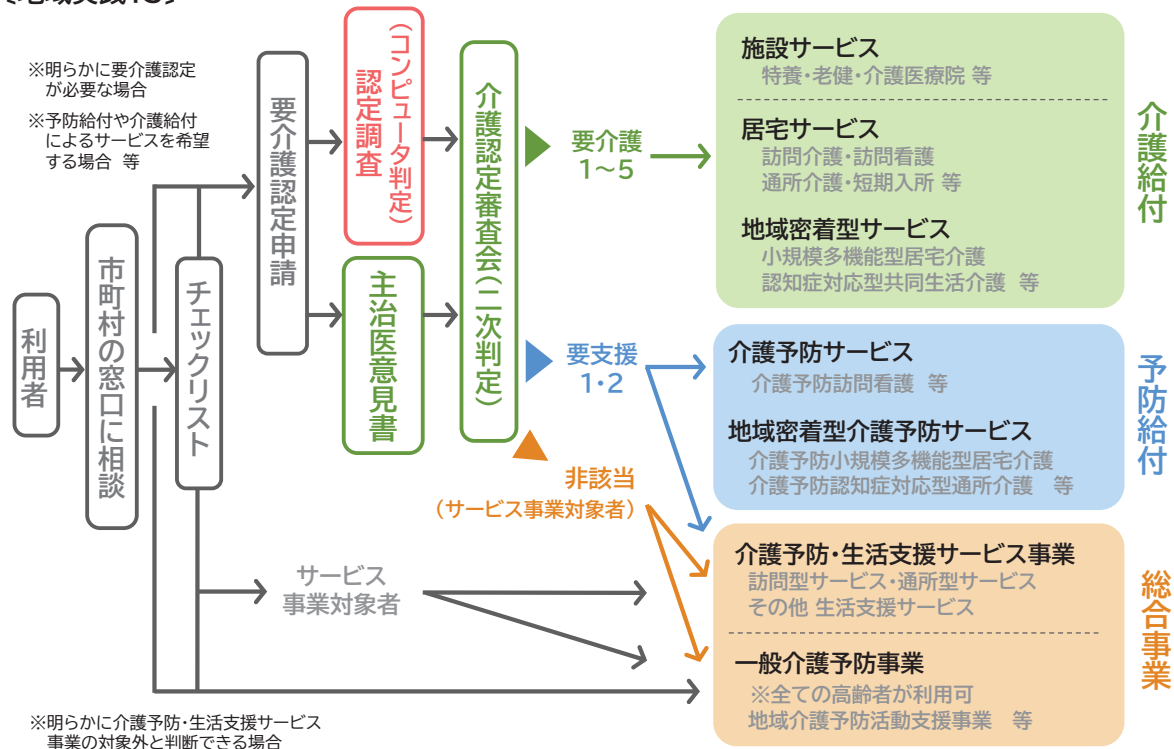 ※明らかに要介護認定
が必要な場合
※予防給付や介護給付
によるサービスを希望
する場合 等
利用者
市町村の窓口に相談
チェックリスト
要介護認定申請
認定調査
（コンピュータ判定）
主治医意見書
介護認定審査会（二次判定）
要介護
1～5
要支援
1・2
非該当
（サービス事業対象者）
サービス
事業対象者
施設サービス
特養・老健・介護医療院 等
居宅サービス
訪問介護・訪問看護
通所介護・短期入所 等
地域密着型サービス
小規模多機能型居宅介護
認知症対応型共同生活介護 等
介護給付
介護予防サービス
介護予防訪問看護 等
地域密着型介護予防サービス
介護予防小規模多機能型居宅介護
介護予防認知症対応型通所介護 等
予防給付
介護予防・生活支援サービス事業
訪問型サービス・通所型サービス
その他 生活支援サービス
一般介護予防事業
※全ての高齢者が利用可
地域介護予防活動支援事業 等
総合事業
※明らかに介護予防・生活支援サービス
事業の対象外と判断できる場合